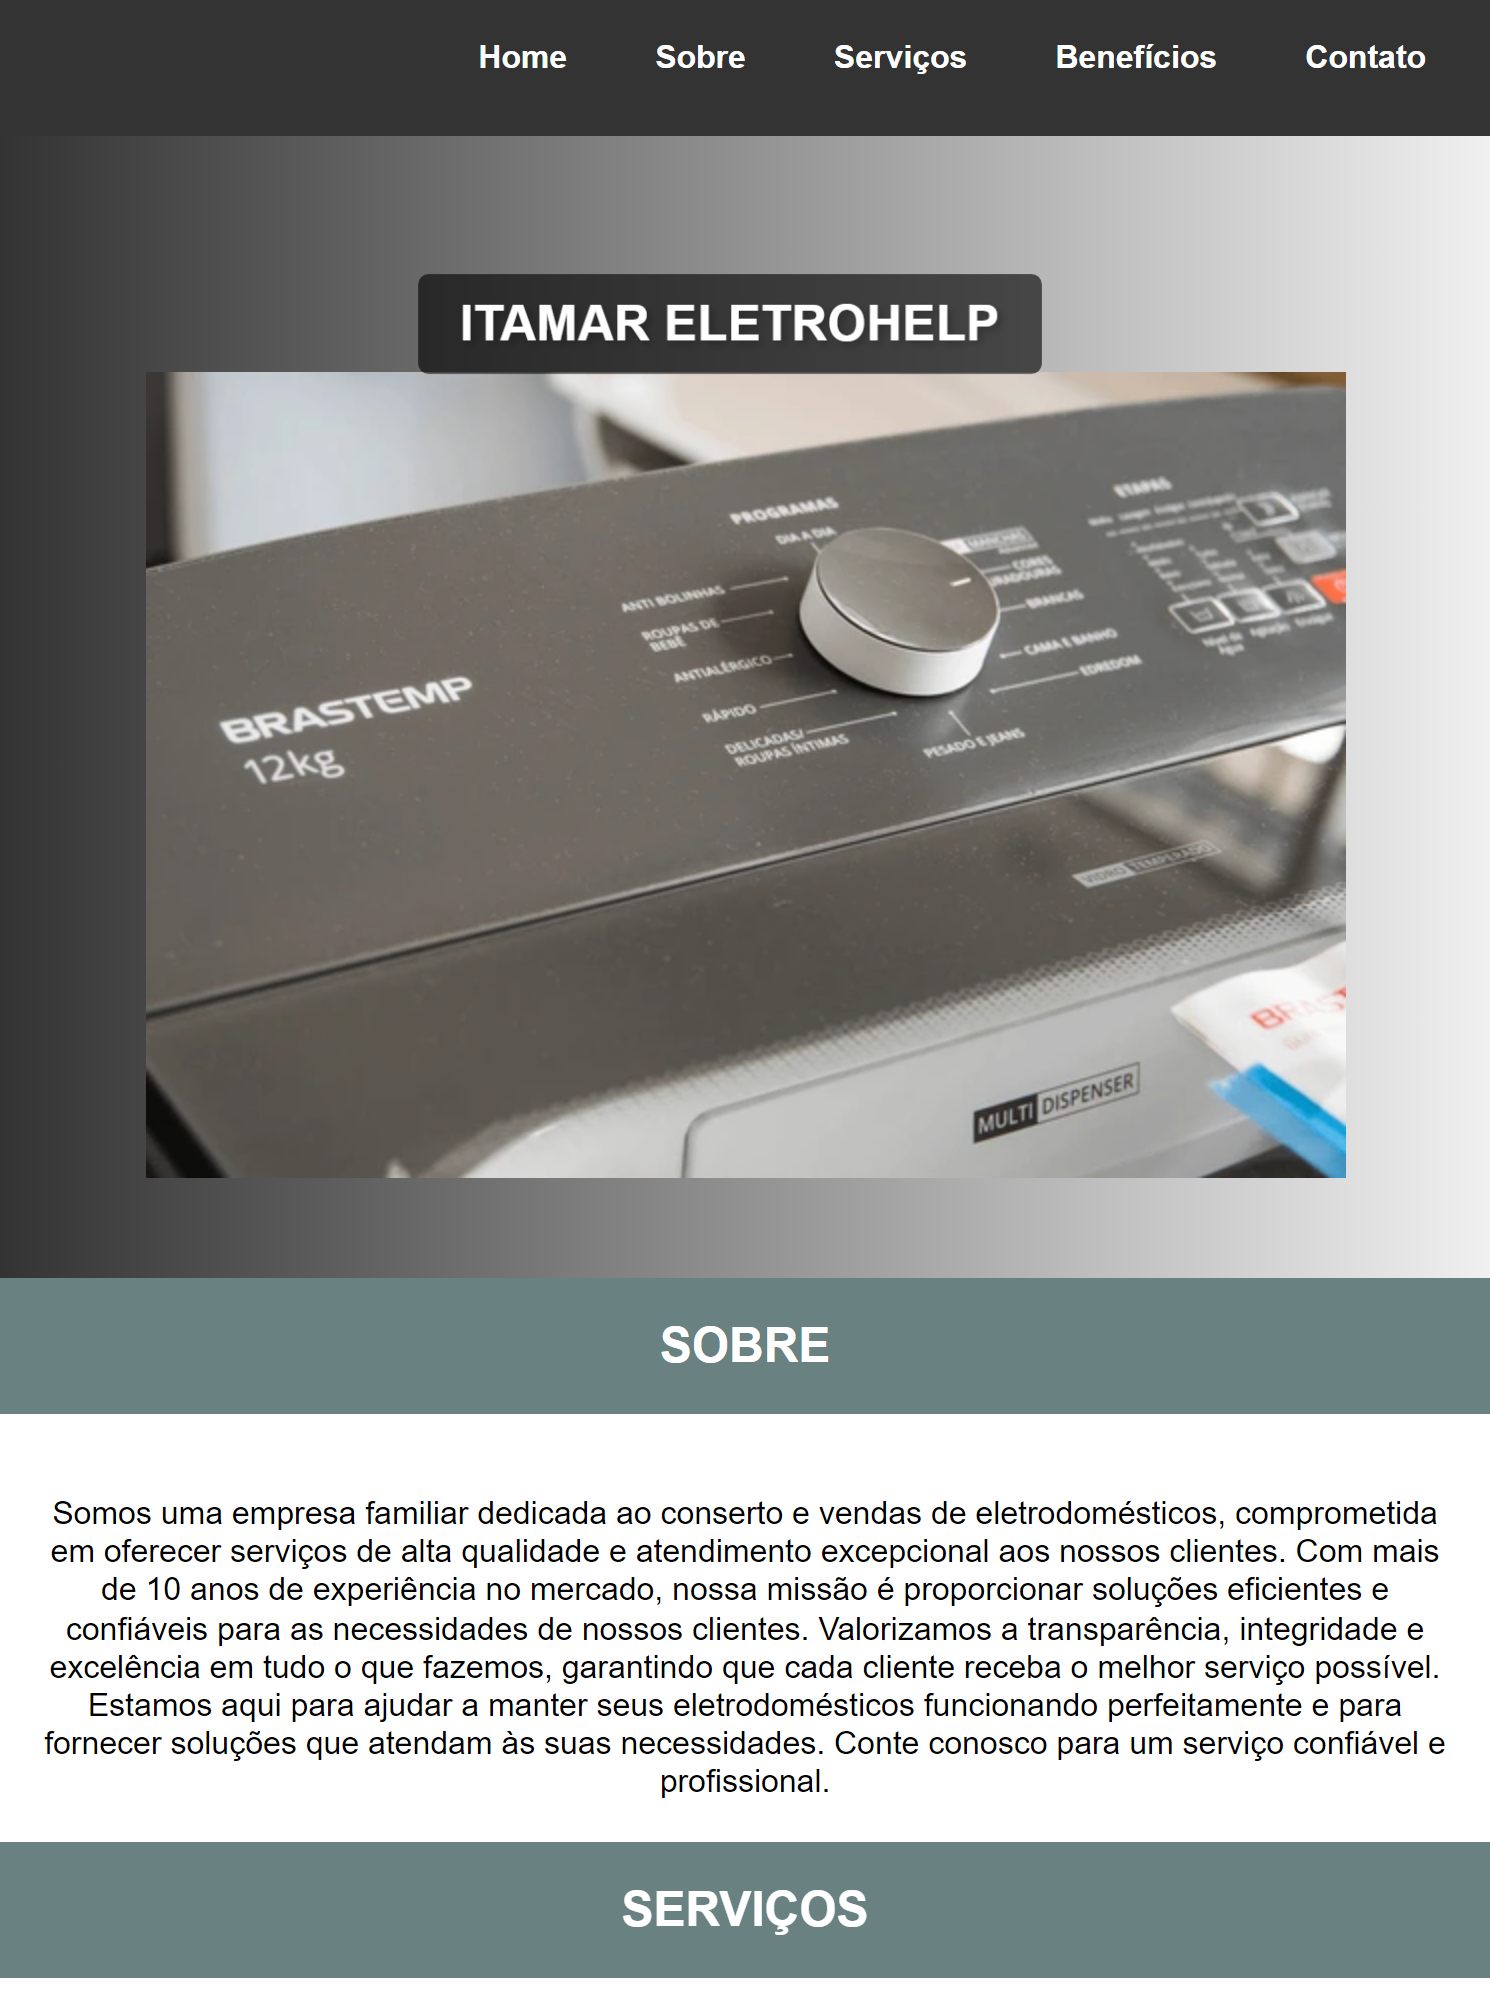 Home Sobre Serviços Benefícios Contato
ITAMAR ELETROHELP
PROGRAMAS
DIA A DIA
ANTI BOLINHAS
ROUPAS DE
BEBÊ
ANTIALÉRGICO
RÁPIDO
DELICADAS/
ROUPAS ÍNTIMAS
PESADO E JEANS
EDREDOM
CAMA E BANHO
BRANCAS
CORES
MANCHAS
ETAPAS
Nível de
Água
BRASTEMP
12kg
VIDRO TEMPERADO
MULTI DISPENSER
SOBRE
Somos uma empresa familiar dedicada ao conserto e vendas de eletrodomésticos, comprometida
em oferecer serviços de alta qualidade e atendimento excepcional aos nossos clientes. Com mais
de 10 anos de experiência no mercado, nossa missão é proporcionar soluções eficientes e
confiáveis para as necessidades de nossos clientes. Valorizamos a transparência, integridade e
excelência em tudo o que fazemos, garantindo que cada cliente receba o melhor serviço possível.
Estamos aqui para ajudar a manter seus eletrodomésticos funcionando perfeitamente e para
fornecer soluções que atendam às suas necessidades. Conte conosco para um serviço confiável e
profissional.
SERVIÇOS